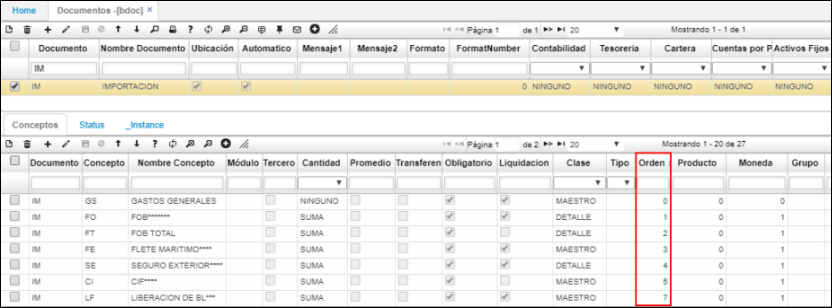 Home Documentos -[bdoc] ×
Página 1 de 1 20 Mostrando 1 - 1 de 1
Documento Nombre Documento Ubicación Automatico Mensaje1 Mensaje2 Formato FormatNumber Contabilidad Tesoreria Cartera Cuentas por P Activos Fijos
IM
IM IMPORTACION 0 NINGUNO NINGUNO NINGUNO NINGUNO NINGUNO
Conceptos Status _Instance
Página 1 de 2 20 Mostrando 1 - 20 de 27
Documento Concepto Nombre Concepto Módulo Tercero Cantidad Promedio Transferen Obligatorio Liquidacion Clase Tipo Orden Producto Moneda Grupo
IM GS GASTOS GENERALES NINGUNO MAESTRO 0 0 0
IM FO FOB******* SUMA DETALLE 1 0 1
IM FT FOB TOTAL SUMA DETALLE 2 0 1
IM FE FLETE MARITIMO**** SUMA MAESTRO 3 0 1
IM SE SEGURO EXTERIOR**** SUMA DETALLE 4 0 1
IM CI CIF**** SUMA MAESTRO 5 0 1
IM LF LIBERACION DE BL*** SUMA MAESTRO 7 0 1